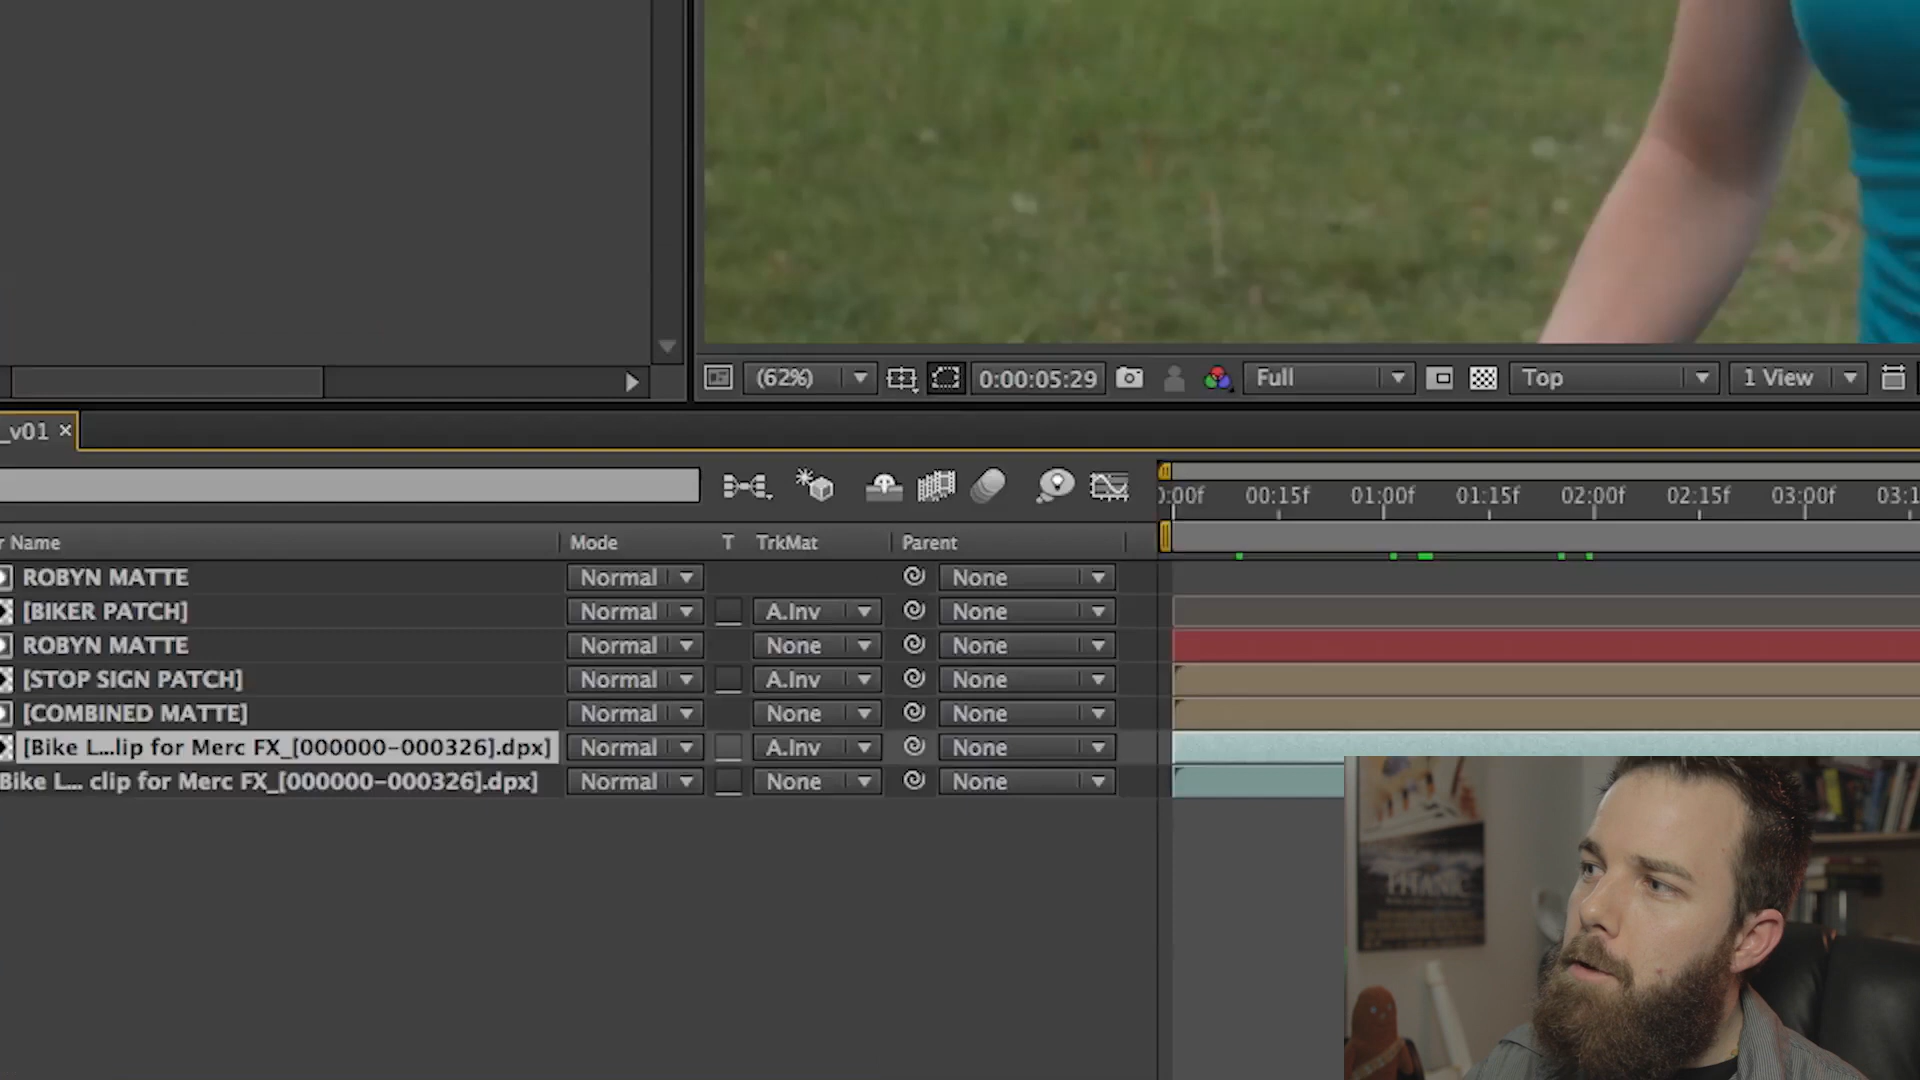 (62%) 0:00:05:29 Full Top 1 View
_v01 ×
0:00f 00:15f 01:00f 01:15f 02:00f 02:15f 03:00f 03:1
r Name Mode T TrkMat Parent
ROBYN MATTE Normal None
[BIKER PATCH] Normal A.Inv None
ROBYN MATTE Normal None None
[STOP SIGN PATCH] Normal A.Inv None
[COMBINED MATTE] Normal None None
[Bike L...lip for Merc FX_[000000-000326].dpx] Normal A.Inv None
Bike L... clip for Merc FX_[000000-000326].dpx] Normal None None